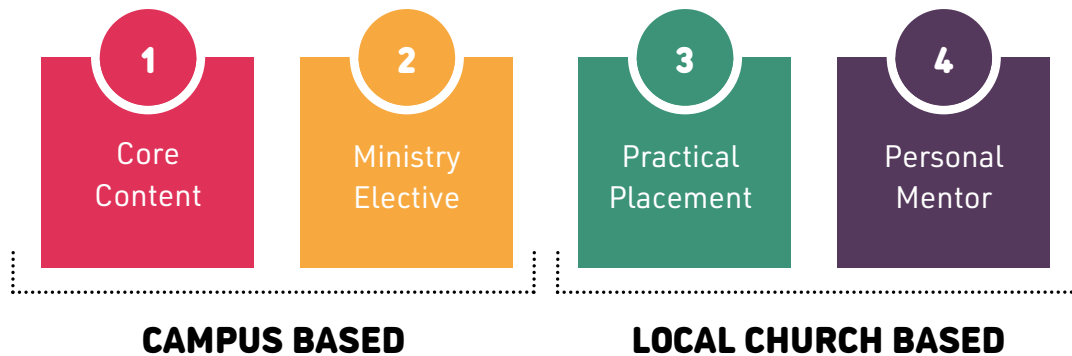 1
Core
Content
2
Ministry
Elective
3
Practical
Placement
4
Personal
Mentor
CAMPUS BASED
LOCAL CHURCH BASED